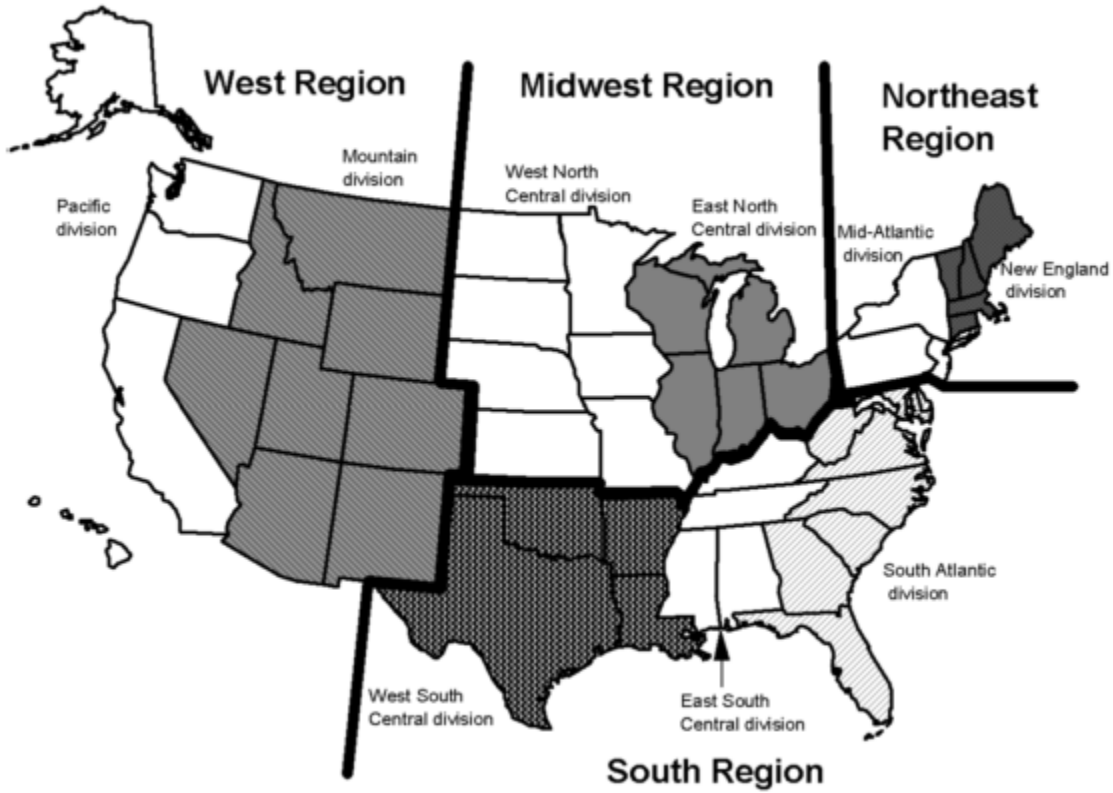 West Region
Midwest Region
Northeast
Region
Mountain
division
West North
Central division
Pacific
division
East North
Central division
Mid-Atlantic
division
New England
division
South Atlantic
division
West South
Central division
East South
Central division
South Region